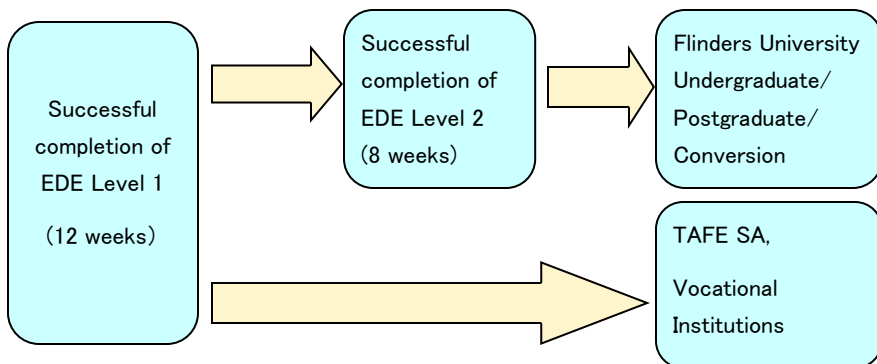 Successful
completion of
EDE Level 1
(12 weeks)
Successful
completion of
EDE Level 2
(8 weeks)
Flinders University
Undergraduate/
Postgraduate/
Conversion
TAFE SA,
Vocational
Institutions